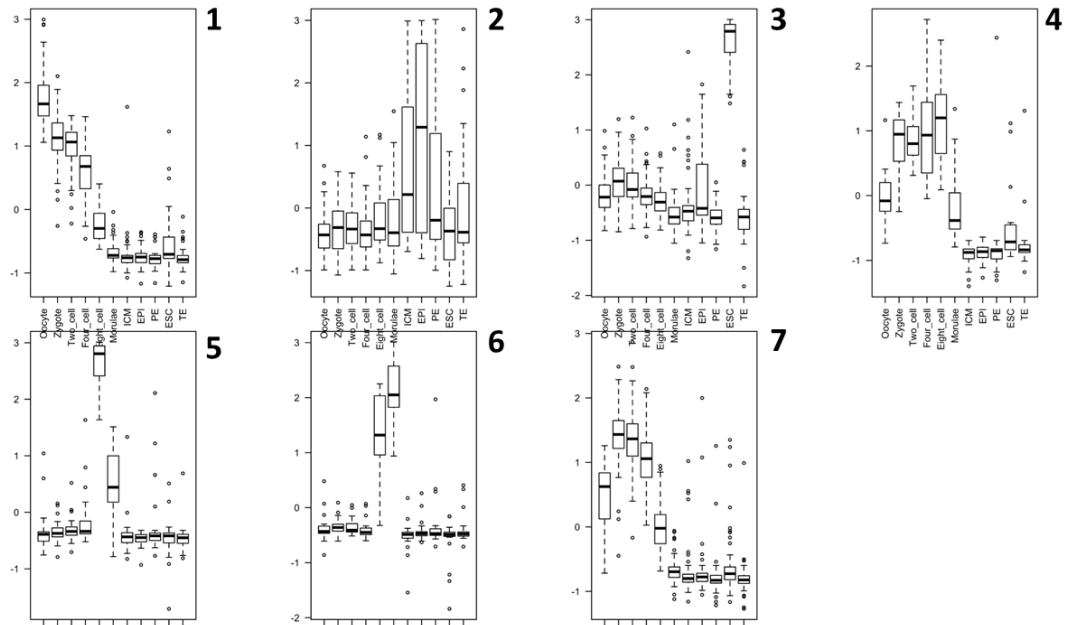 1
3
2
1
0
-1
Oocyte
Zygote
Two_cell
Four_cell
Eight_cell
Morulae
ICM
EPI
PE
ESC
TE
2
3
2
1
0
-1
Oocyte
Zygote
Two_cell
Four_cell
Eight_cell
Morulae
ICM
EPI
PE
ESC
TE
3
3
2
1
0
-1
-2
Oocyte
Zygote
Two_cell
Four_cell
Eight_cell
Morulae
ICM
EPI
PE
ESC
TE
4
2
1
0
-1
Oocyte
Zygote
Two_cell
Four_cell
Eight_cell
Morulae
ICM
EPI
PE
ESC
TE
5
3
2
1
0
-1
6
3
2
1
0
-1
-2
7
3
2
1
0
-1